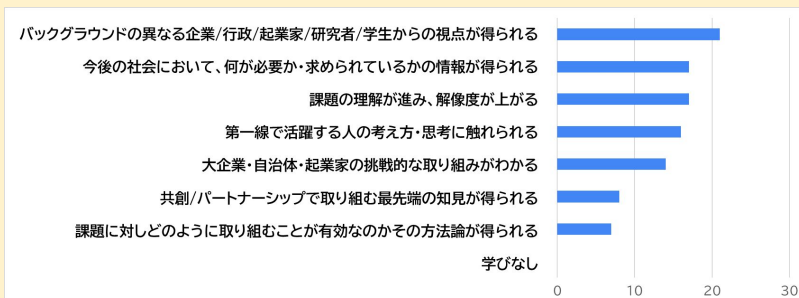 バックグラウンドの異なる企業/行政/起業家/研究者/学生からの視点が得られる
今後の社会において、何が必要か・求められているかの情報が得られる
課題の理解が進み、解像度が上がる
第一線で活躍する人の考え方・思考に触れられる
大企業・自治体・起業家の挑戦的な取り組みがわかる
共創/パートナーシップで取り組む最先端の知見が得られる
課題に対しどのように取り組むことが有効なのかその方法論が得られる
学びなし
0 10 20 30